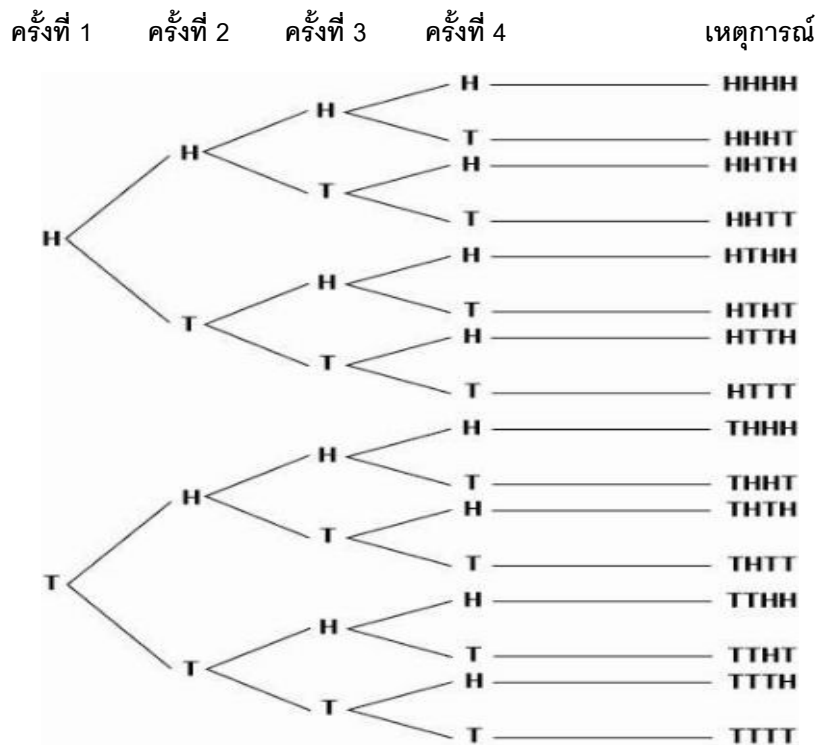 ครั้งที่ 1 ครั้งที่ 2 ครั้งที่ 3 ครั้งที่ 4 เหตุการณ์
H HHHH
H
T HHHT
H
H HHTH
T
T HHTT
H
H HTHH
H
T HTHT
T
H HTTH
T
T HTTT
H THHH
H
T THHT
H
H THTH
T
T THTT
T
H TTHH
H
T TTHT
T
H TTTH
T
T TTTT